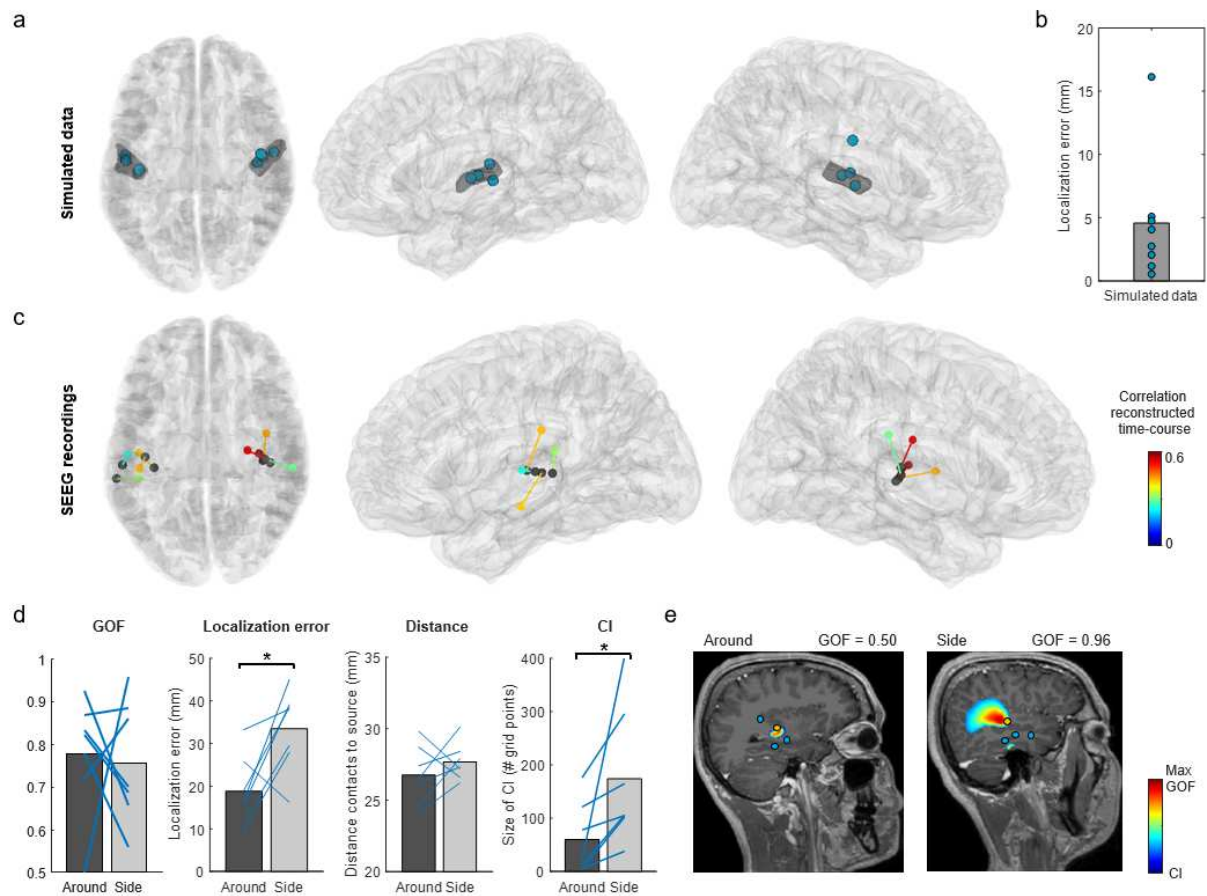 a
b
Simulated data
20
15
10
5
0
Localization error (mm)
Simulated data
c
SEEG recordings
Correlation
reconstructed
time-course
0.6
0
d
GOF
1
0.9
0.8
0.7
0.6
0.5
Around Side
Localization error
Localization error (mm)
50
40
30
20
10
0
*
Around Side
Distance
Distance contacts to source (mm)
35
30
25
20
Around Side
CI
Size of CI (# grid points)
400
300
200
100
0
*
Around Side
e
Around GOF = 0.50
Side GOF = 0.96
Max
GOF
CI